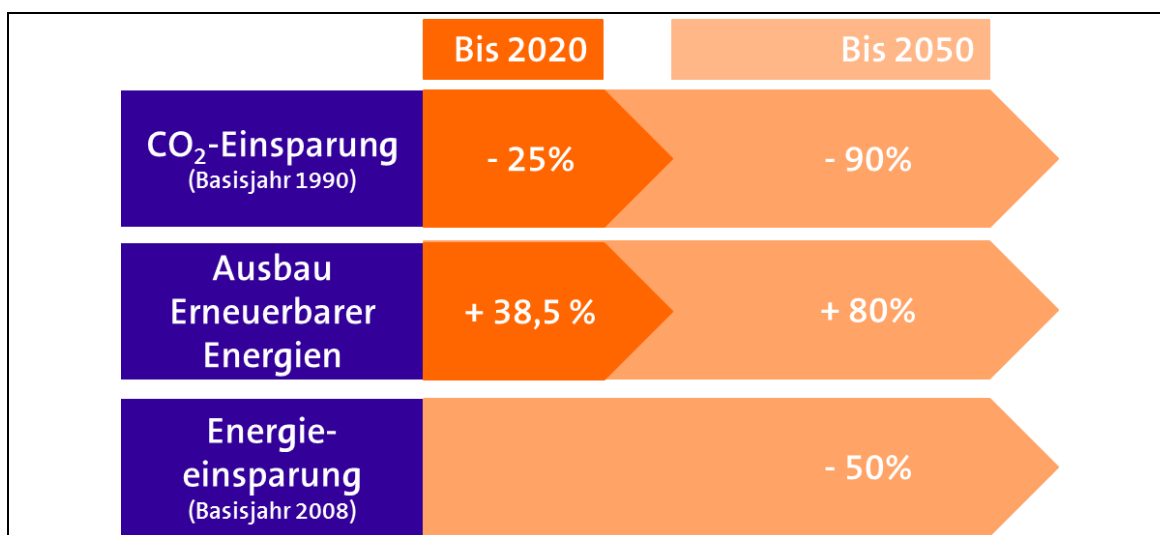 Bis 2020
Bis 2050
CO₂-Einsparung
(Basisjahr 1990)
- 25%
- 90%
Ausbau
Erneuerbarer
Energien
+ 38,5 %
+ 80%
Energie-
einsparung
(Basisjahr 2008)
- 50%